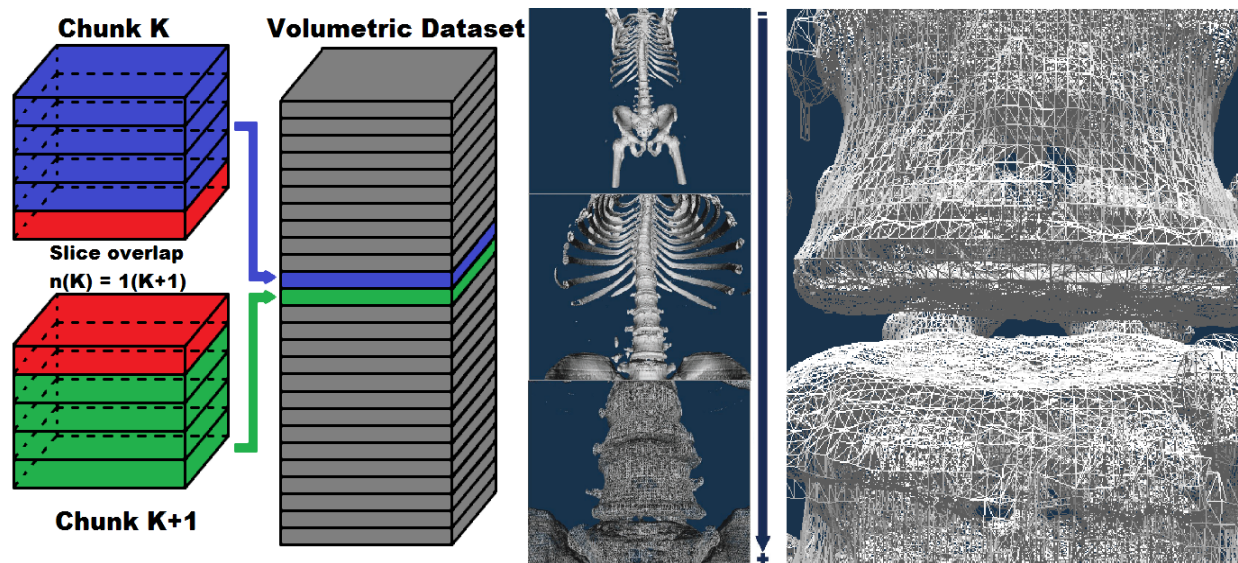 Chunk K
Volumetric Dataset
Slice overlap
n(K) = 1(K+1)
Chunk K+1
-
+